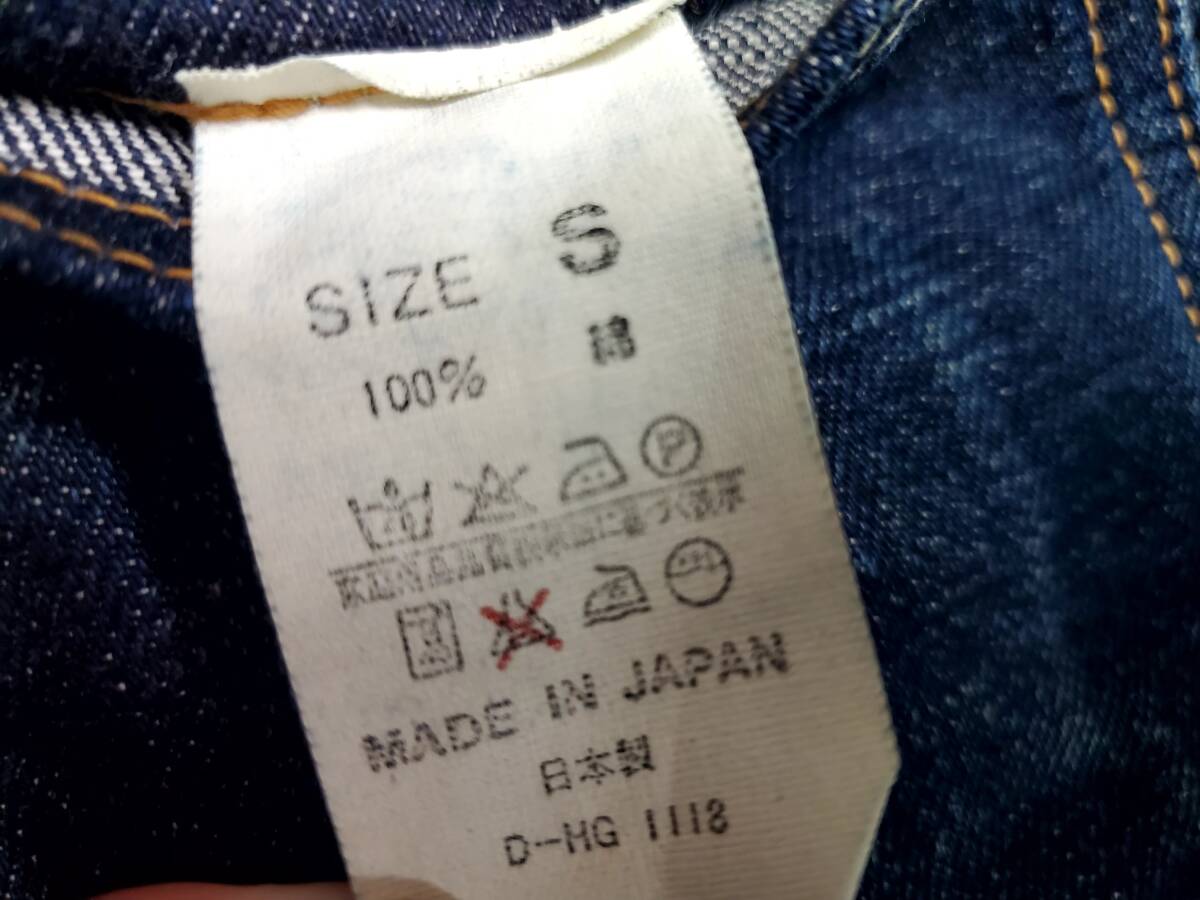 SIZE S
100% 綿
MADE IN JAPAN
日本製
D-HG 1118